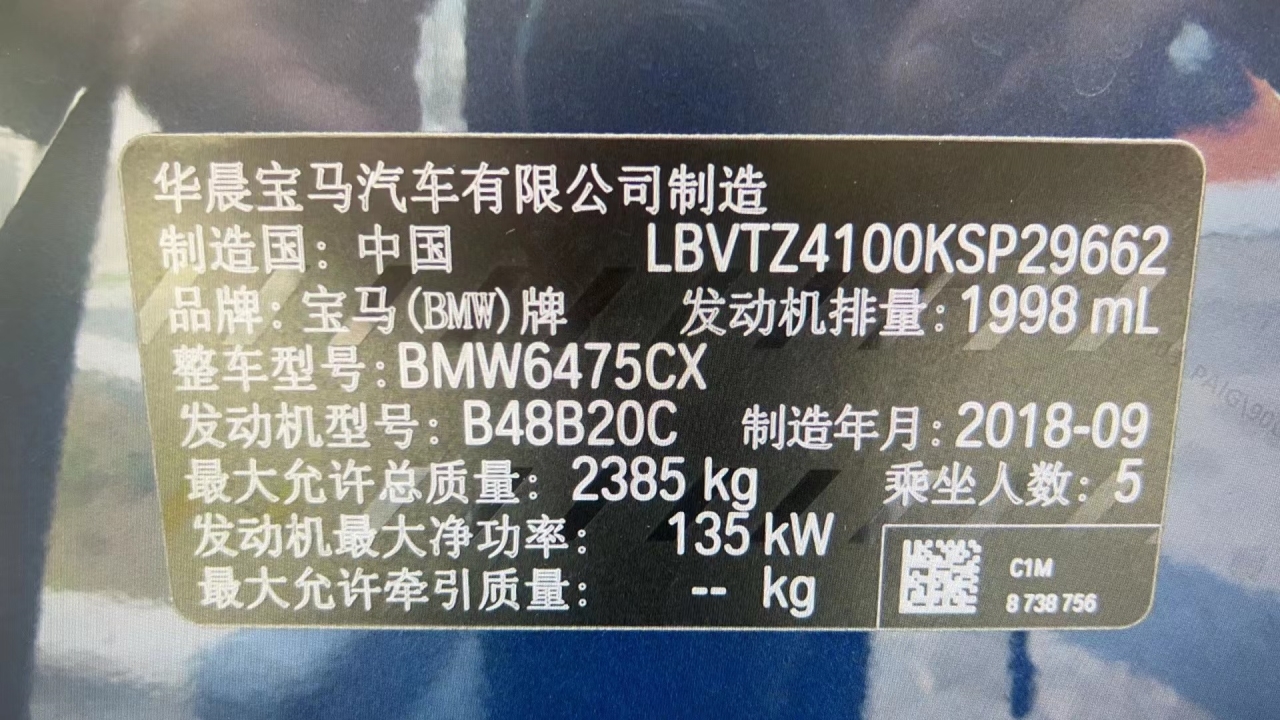 华晨宝马汽车有限公司制造
制造国：中国 LBVTZ4100KSP29662
品牌：宝马(BMW)牌 发动机排量：1998 mL
整车型号：BMW6475CX
发动机型号：B48B20C 制造年月：2018-09
最大允许总质量：2385 kg 乘坐人数：5
发动机最大净功率：135 kW
最大允许牵引质量：-- kg
C1M
8 738 756